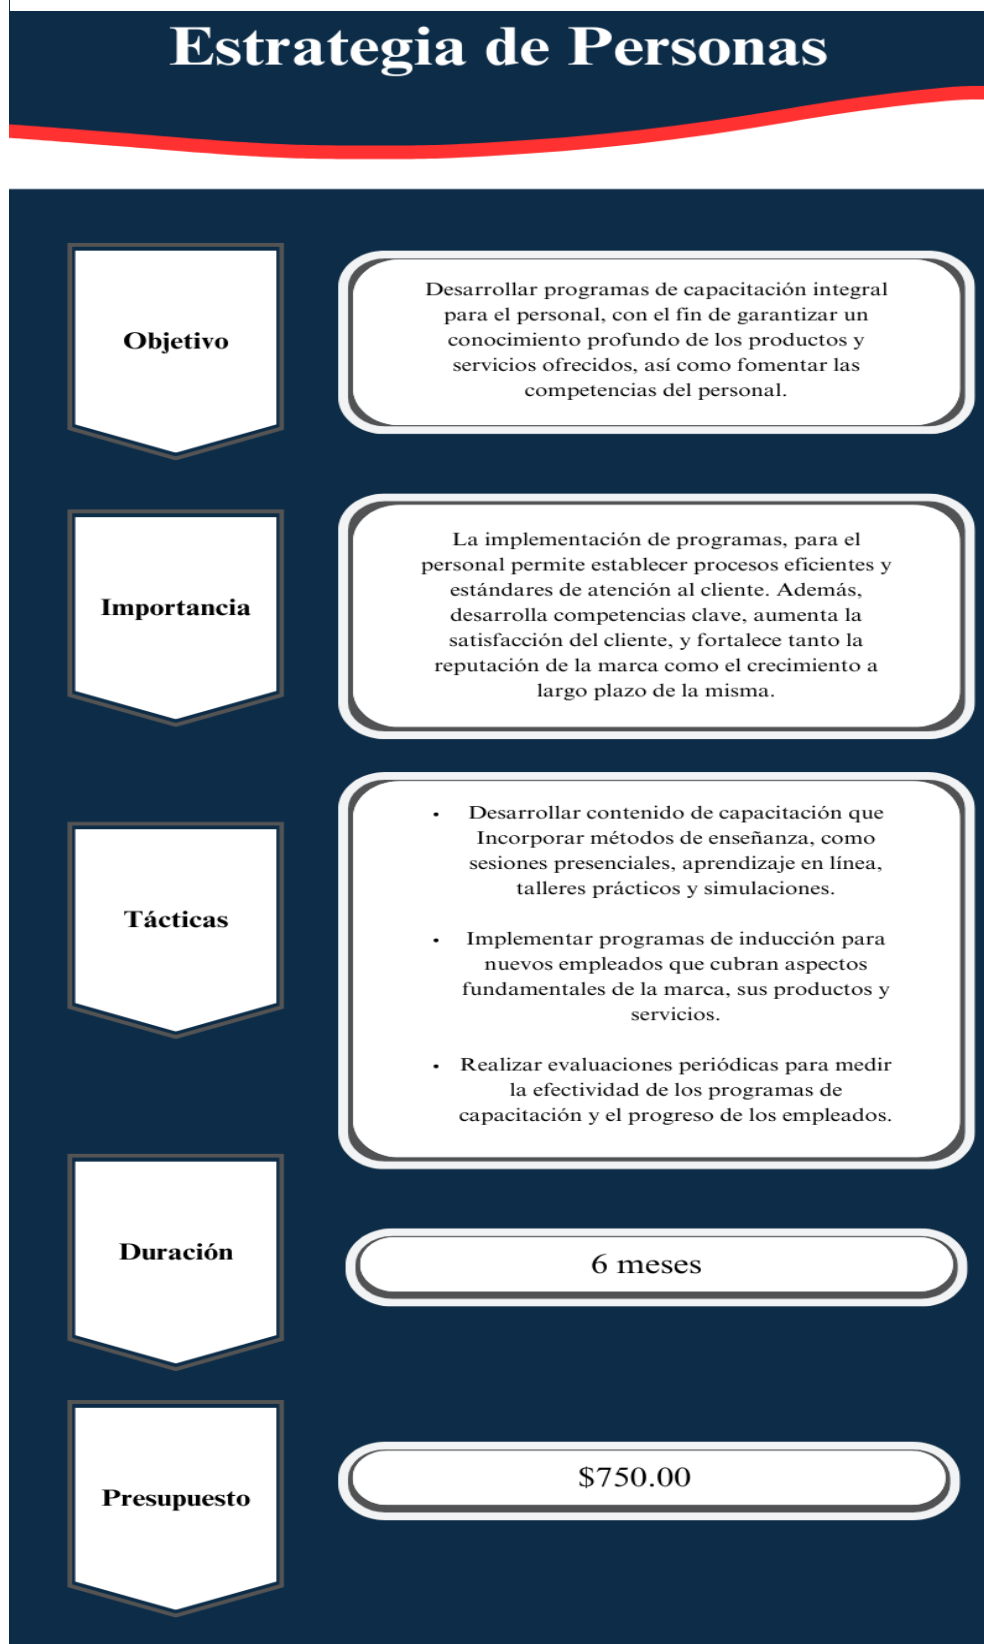 Estrategia de Personas
Objetivo
Desarrollar programas de capacitación integral
para el personal, con el fin de garantizar un
conocimiento profundo de los productos y
servicios ofrecidos, así como fomentar las
competencias del personal.
Importancia
La implementación de programas, para el
personal permite establecer procesos eficientes y
estándares de atención al cliente. Además,
desarrolla competencias clave, aumenta la
satisfacción del cliente, y fortalece tanto la
reputación de la marca como el crecimiento a
largo plazo de la misma.
Tácticas
• Desarrollar contenido de capacitación que
Incorporar métodos de enseñanza, como
sesiones presenciales, aprendizaje en línea,
talleres prácticos y simulaciones.
• Implementar programas de inducción para
nuevos empleados que cubran aspectos
fundamentales de la marca, sus productos y
servicios.
• Realizar evaluaciones periódicas para medir
la efectividad de los programas de
capacitación y el progreso de los empleados.
Duración
6 meses
Presupuesto
$750.00